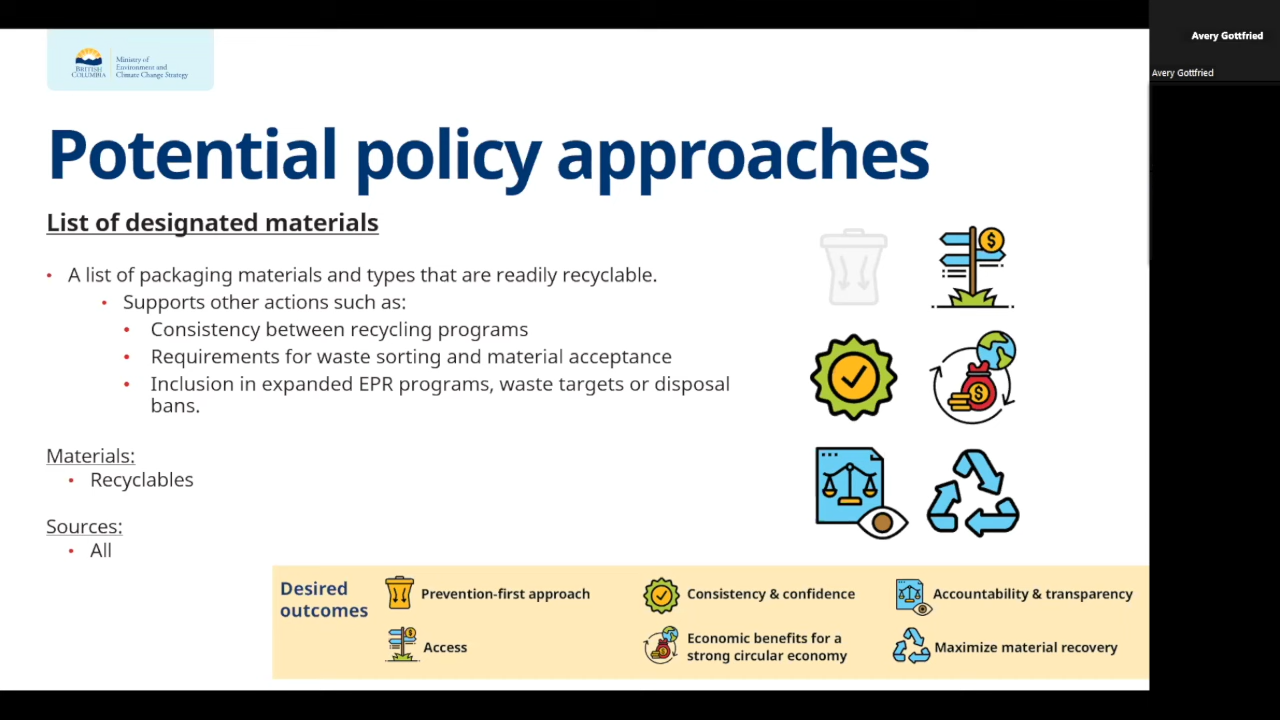 Avery Gottfried
Avery Gottfried
BRITISH
COLUMBIA
Ministry of
Environment and
Climate Change Strategy
Potential policy approaches
List of designated materials
• A list of packaging materials and types that are readily recyclable.
• Supports other actions such as:
• Consistency between recycling programs
• Requirements for waste sorting and material acceptance
• Inclusion in expanded EPR programs, waste targets or disposal
bans.
Materials:
• Recyclables
Sources:
• All
Desired
outcomes
Prevention-first approach
Consistency & confidence
Accountability & transparency
Access
Economic benefits for a
strong circular economy
Maximize material recovery